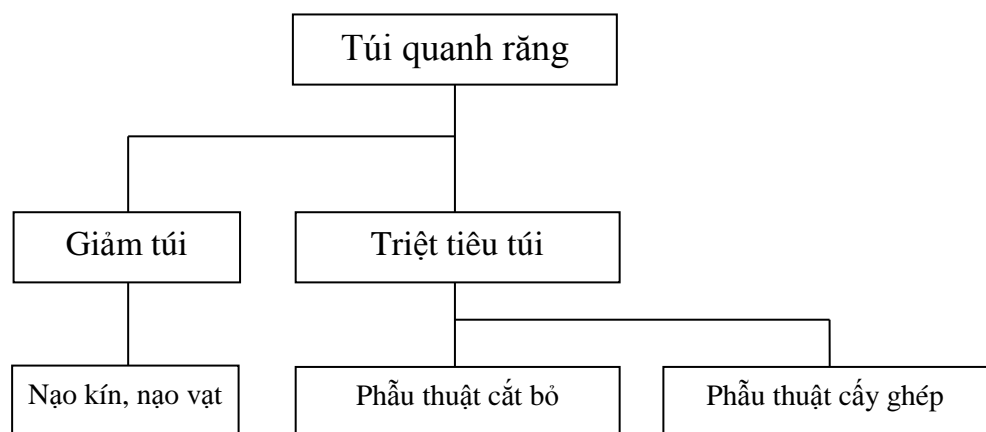 Túi quanh răng
Giảm túi
Triệt tiêu túi
Nạo kín, nạo vạt
Phẫu thuật cắt bỏ
Phẫu thuật cấy ghép